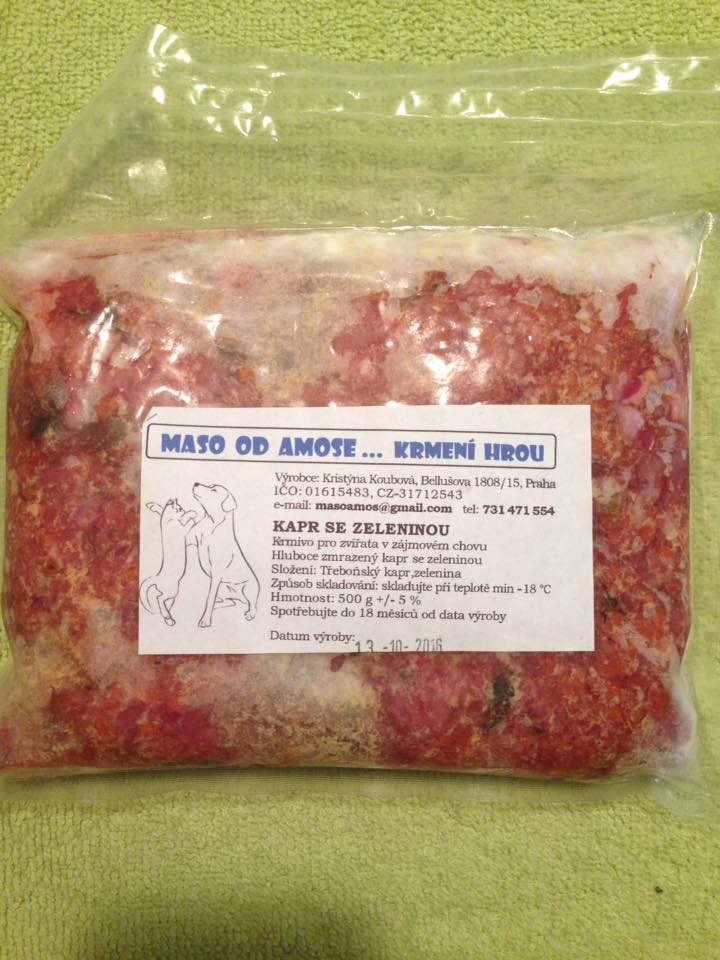 MASO OD AMOSE... KRMENÍ HROU
Výrobce: Kristýna Koubová, Bellušova 1808/15, Praha
IČO: 01615483, CZ-31712543
e-mail: masoamos@gmail.com tel: 731 471 554
KAPR SE ZELENINOU
Krmivo pro zvířata v zájmovém chovu
Hluboce zmrazený kapr se zeleninou
Složení: Třeboňský kapr,zelenina
Způsob skladování: skladujte při teplotě min -18 °C
Hmotnost: 500 g +/- 5 %
Spotřebujte do 18 měsíců od data výroby
Datum výroby: 13 -10- 2016